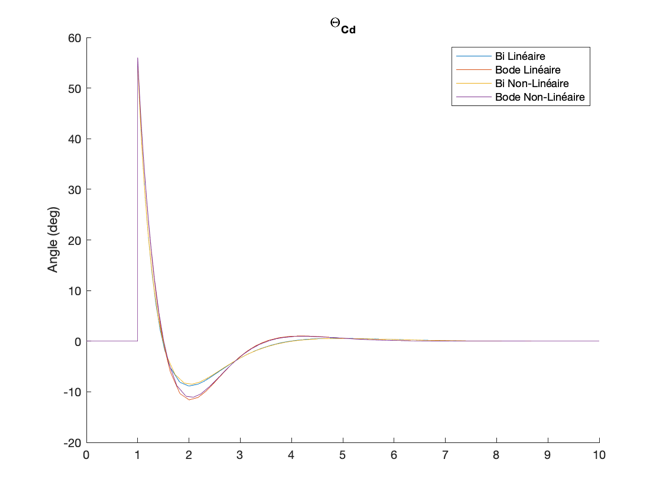 Θ_Cd
60
50
40
30
20
10
0
-10
-20
Angle (deg)
Bi Linéaire
Bode Linéaire
Bi Non-Linéaire
Bode Non-Linéaire
0 1 2 3 4 5 6 7 8 9 10